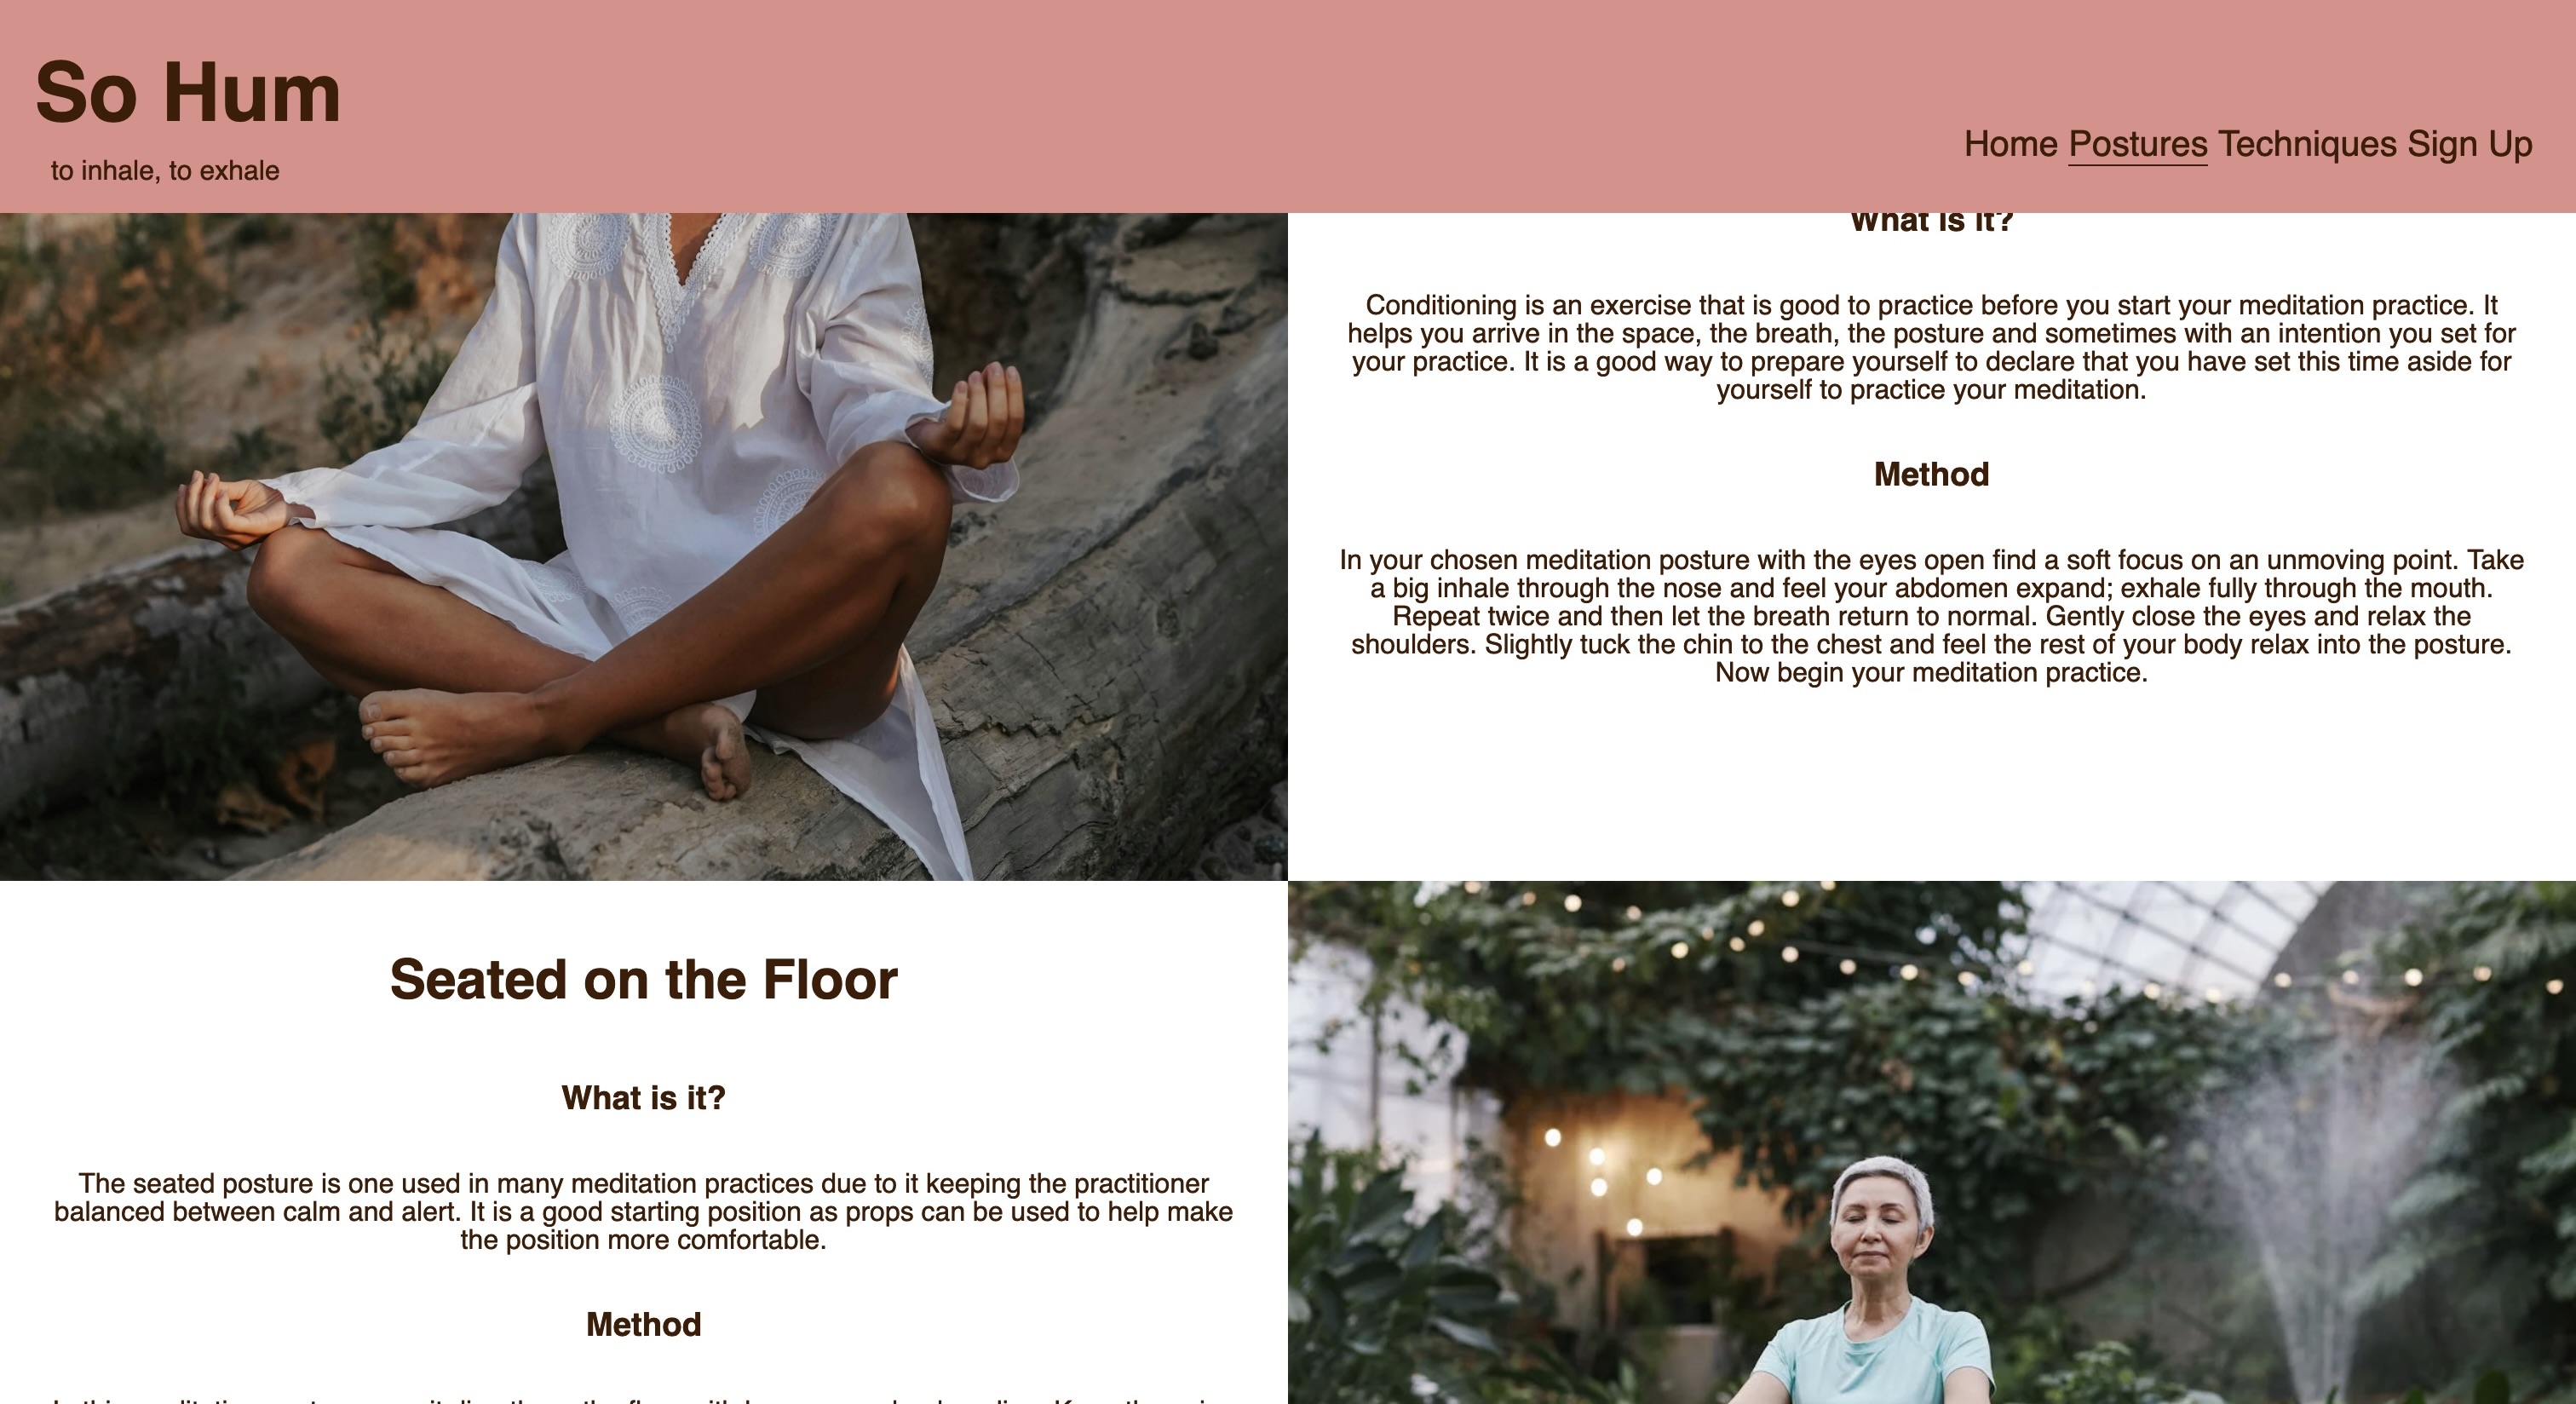 So Hum
to inhale, to exhale
Home Postures Techniques Sign Up
What is it?
Conditioning is an exercise that is good to practice before you start your meditation practice. It
helps you arrive in the space, the breath, the posture and sometimes with an intention you set for
your practice. It is a good way to prepare yourself to declare that you have set this time aside for
yourself to practice your meditation.
Method
In your chosen meditation posture with the eyes open find a soft focus on an unmoving point. Take
a big inhale through the nose and feel your abdomen expand; exhale fully through the mouth.
Repeat twice and then let the breath return to normal. Gently close the eyes and relax the
shoulders. Slightly tuck the chin to the chest and feel the rest of your body relax into the posture.
Now begin your meditation practice.
Seated on the Floor
What is it?
The seated posture is one used in many meditation practices due to it keeping the practitioner
balanced between calm and alert. It is a good starting position as props can be used to help make
the position more comfortable.
Method